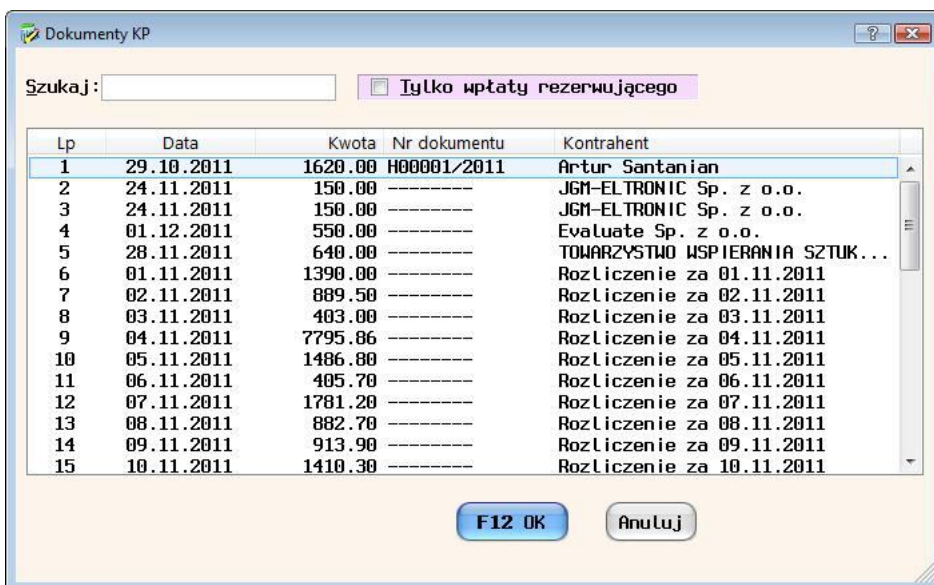 Dokumenty KP
Szukaj: Tylko wpłaty rezerwującego
Lp Data Kwota Nr dokumentu Kontrahent
1 29.10.2011 1620.00 H00001/2011 Artur Santanian
2 24.11.2011 150.00 -------- JGM-ELTRONIC Sp. z o.o.
3 24.11.2011 150.00 -------- JGM-ELTRONIC Sp. z o.o.
4 01.12.2011 550.00 -------- Evaluate Sp. z o.o.
5 28.11.2011 640.00 -------- TOWARZYSTWO WSPIERANIA SZTUK...
6 01.11.2011 1390.00 -------- Rozliczenie za 01.11.2011
7 02.11.2011 889.50 -------- Rozliczenie za 02.11.2011
8 03.11.2011 403.00 -------- Rozliczenie za 03.11.2011
9 04.11.2011 7795.86 -------- Rozliczenie za 04.11.2011
10 05.11.2011 1486.80 -------- Rozliczenie za 05.11.2011
11 06.11.2011 405.70 -------- Rozliczenie za 06.11.2011
12 07.11.2011 1781.20 -------- Rozliczenie za 07.11.2011
13 08.11.2011 882.70 -------- Rozliczenie za 08.11.2011
14 09.11.2011 913.90 -------- Rozliczenie za 09.11.2011
15 10.11.2011 1410.30 -------- Rozliczenie za 10.11.2011
F12 OK Anuluj